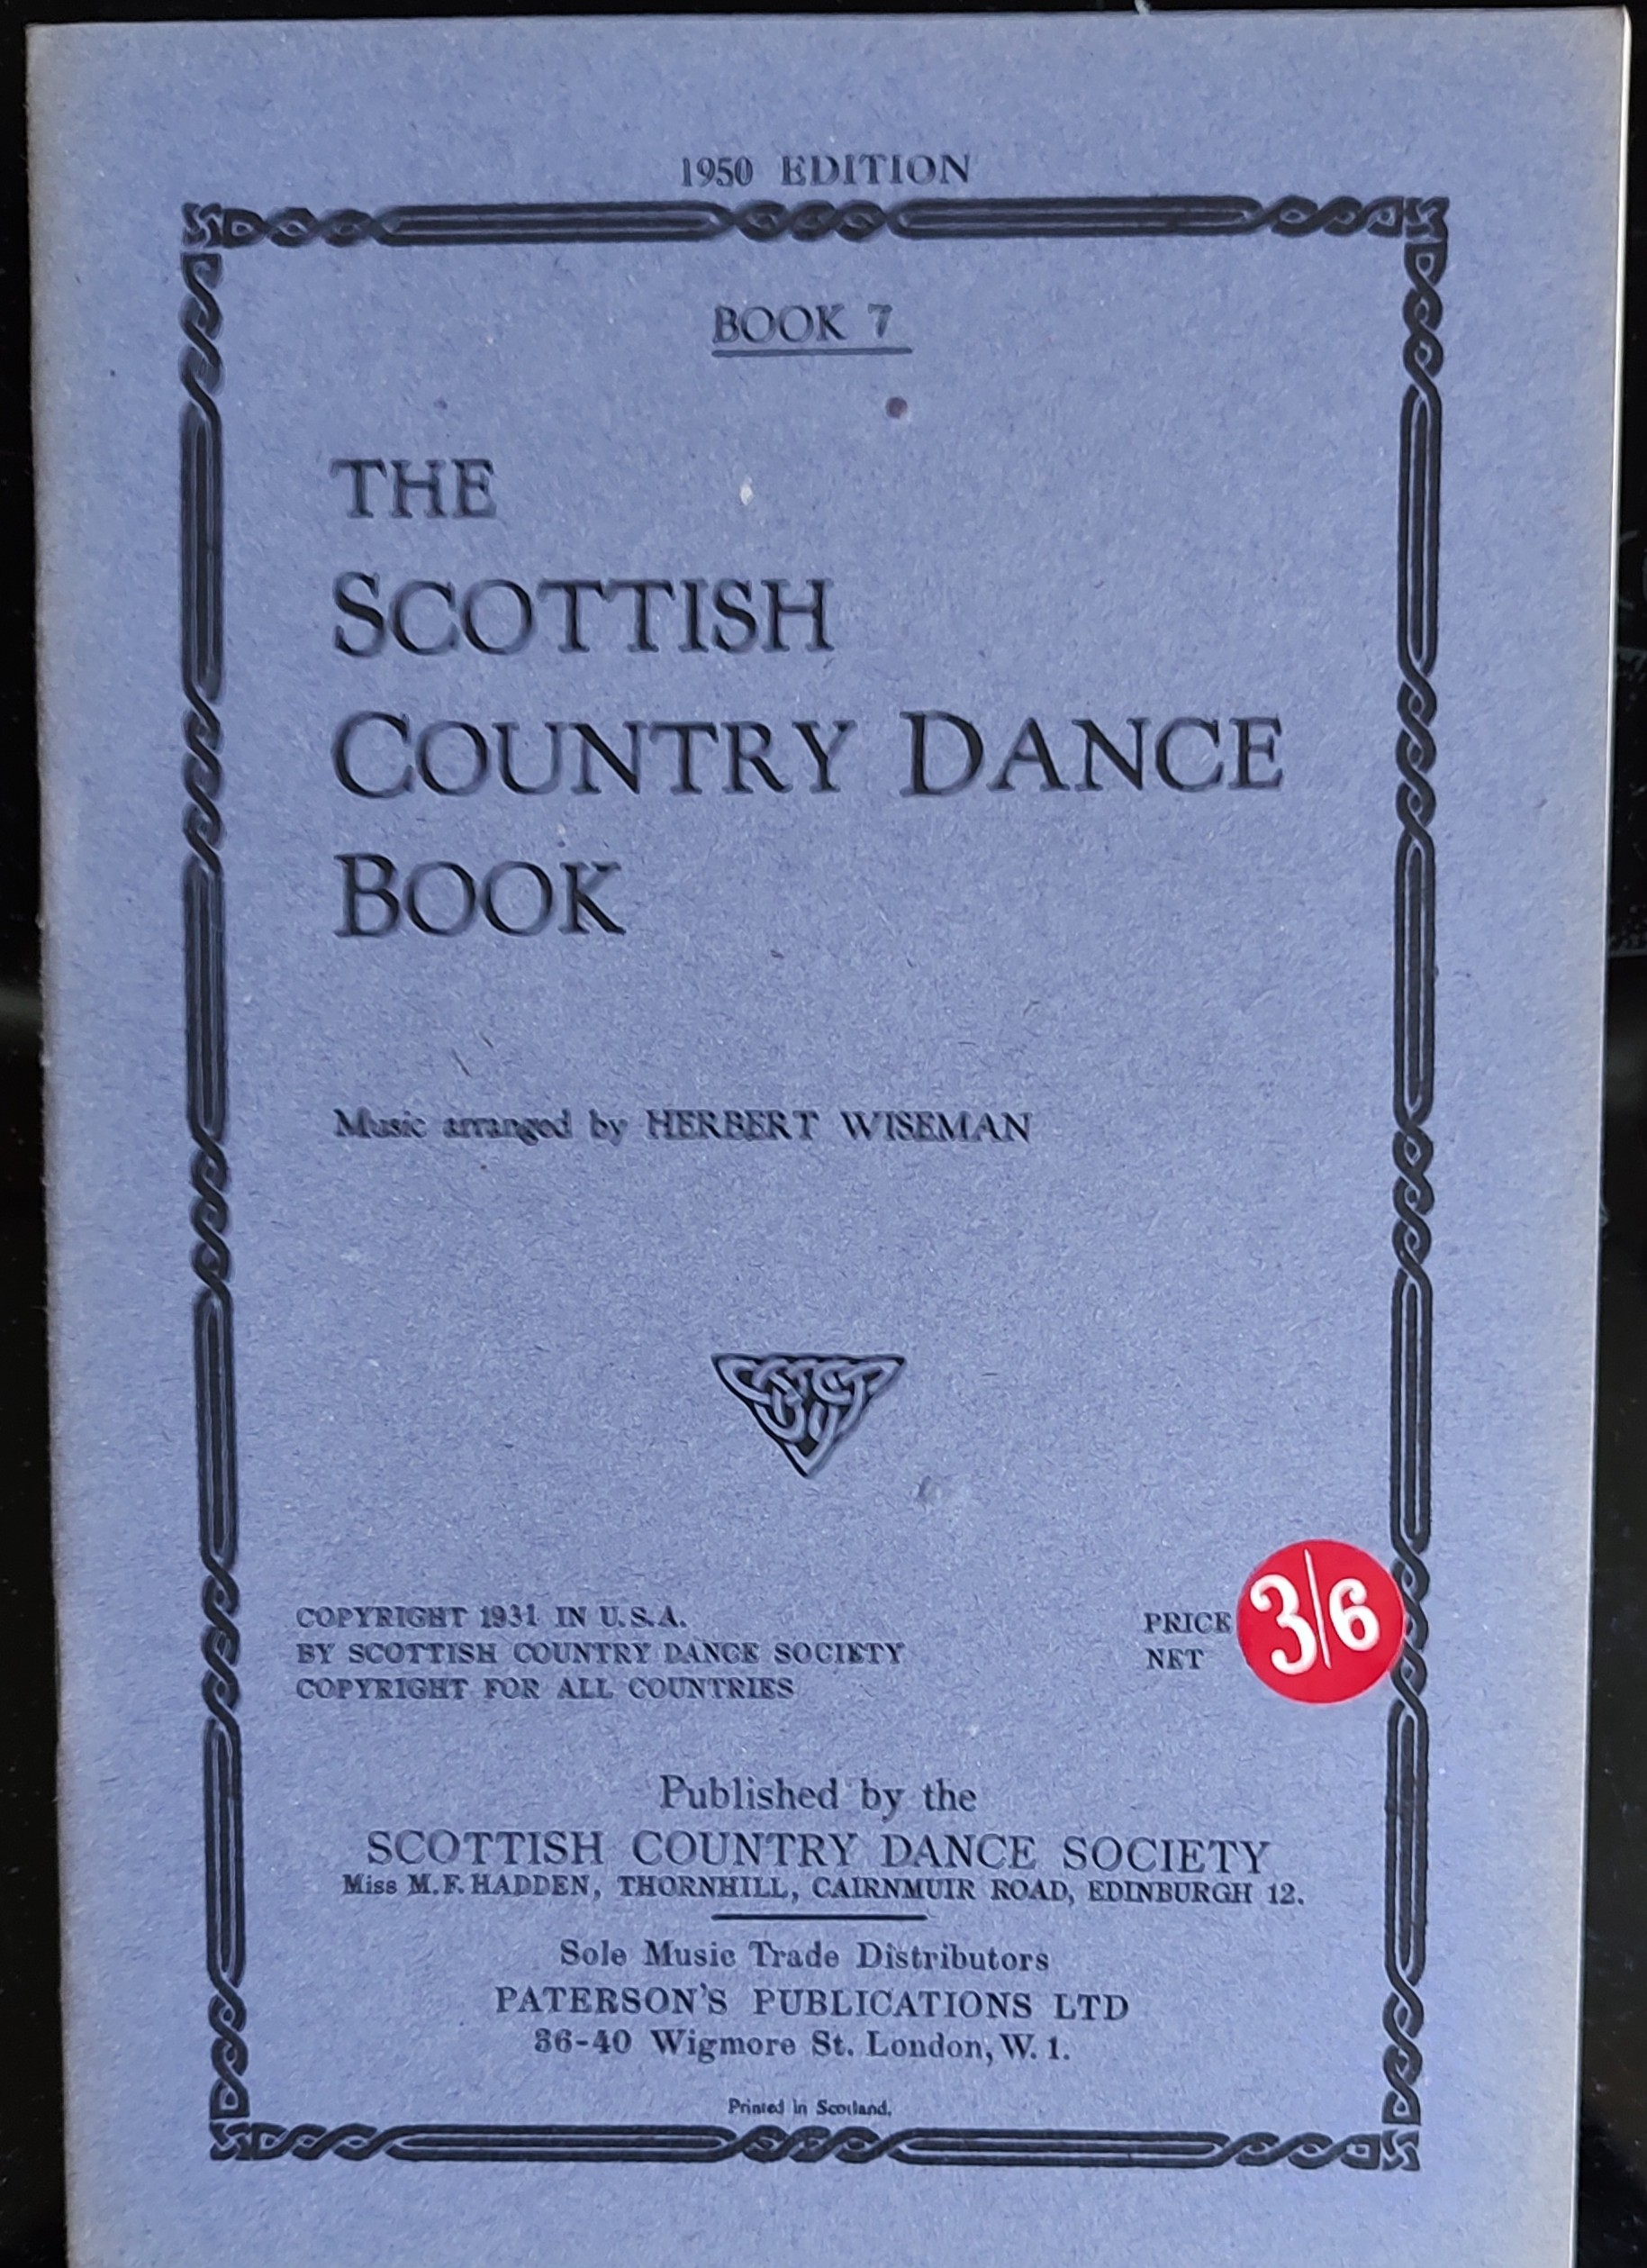 1950 EDITION
BOOK 7
THE
SCOTTISH
COUNTRY DANCE
BOOK
Music arranged by HERBERT WISEMAN
COPYRIGHT 1931 IN U.S.A.
BY SCOTTISH COUNTRY DANCE SOCIETY
COPYRIGHT FOR ALL COUNTRIES
PRICE 3/6
NET
Published by the
SCOTTISH COUNTRY DANCE SOCIETY
Miss M.F. HADDEN, THORNHILL, CAIRNMUIR ROAD, EDINBURGH 12.
Sole Music Trade Distributors
PATERSON'S PUBLICATIONS LTD
36-40 Wigmore St. London, W. 1.
Printed in Scotland.